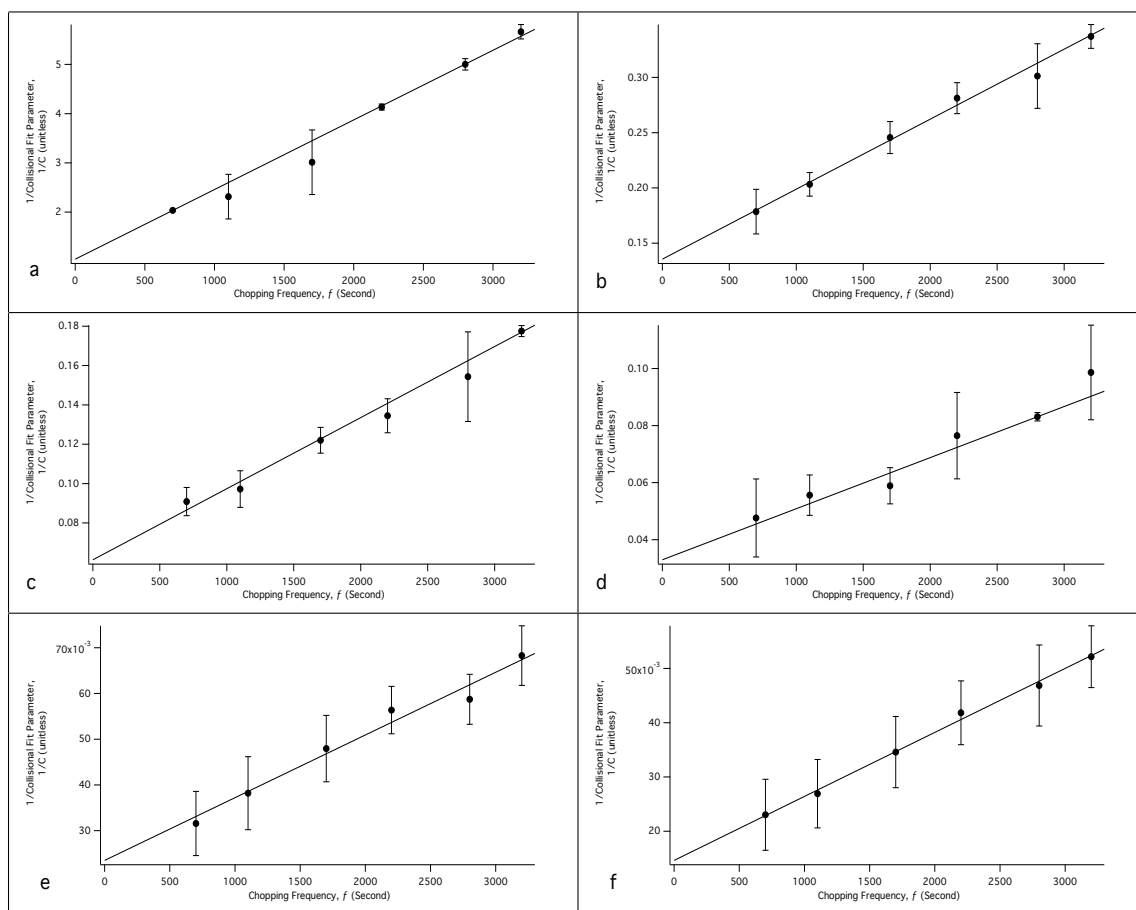 1/Collisional Fit Parameter,
1/C (unitless)
5
4
3
2
0 500 1000 1500 2000 2500 3000
Chopping Frequency, f (Second)
a
1/Collisional Fit Parameter,
1/C (unitless)
0.30
0.25
0.20
0.15
0 500 1000 1500 2000 2500 3000
Chopping Frequency, f (Second)
b
1/Collisional Fit Parameter,
1/C (unitless)
0.18
0.16
0.14
0.12
0.10
0.08
0 500 1000 1500 2000 2500 3000
Chopping Frequency, f (Second)
c
1/Collisional Fit Parameter,
1/C (unitless)
0.10
0.08
0.06
0.04
0 500 1000 1500 2000 2500 3000
Chopping Frequency, f (Second)
d
1/Collisional Fit Parameter,
1/C (unitless)
70x10⁻³
60
50
40
30
0 500 1000 1500 2000 2500 3000
Chopping Frequency, f (Second)
e
1/Collisional Fit Parameter,
1/C (unitless)
50x10⁻³
40
30
20
0 500 1000 1500 2000 2500 3000
Chopping Frequency, f (Second)
f